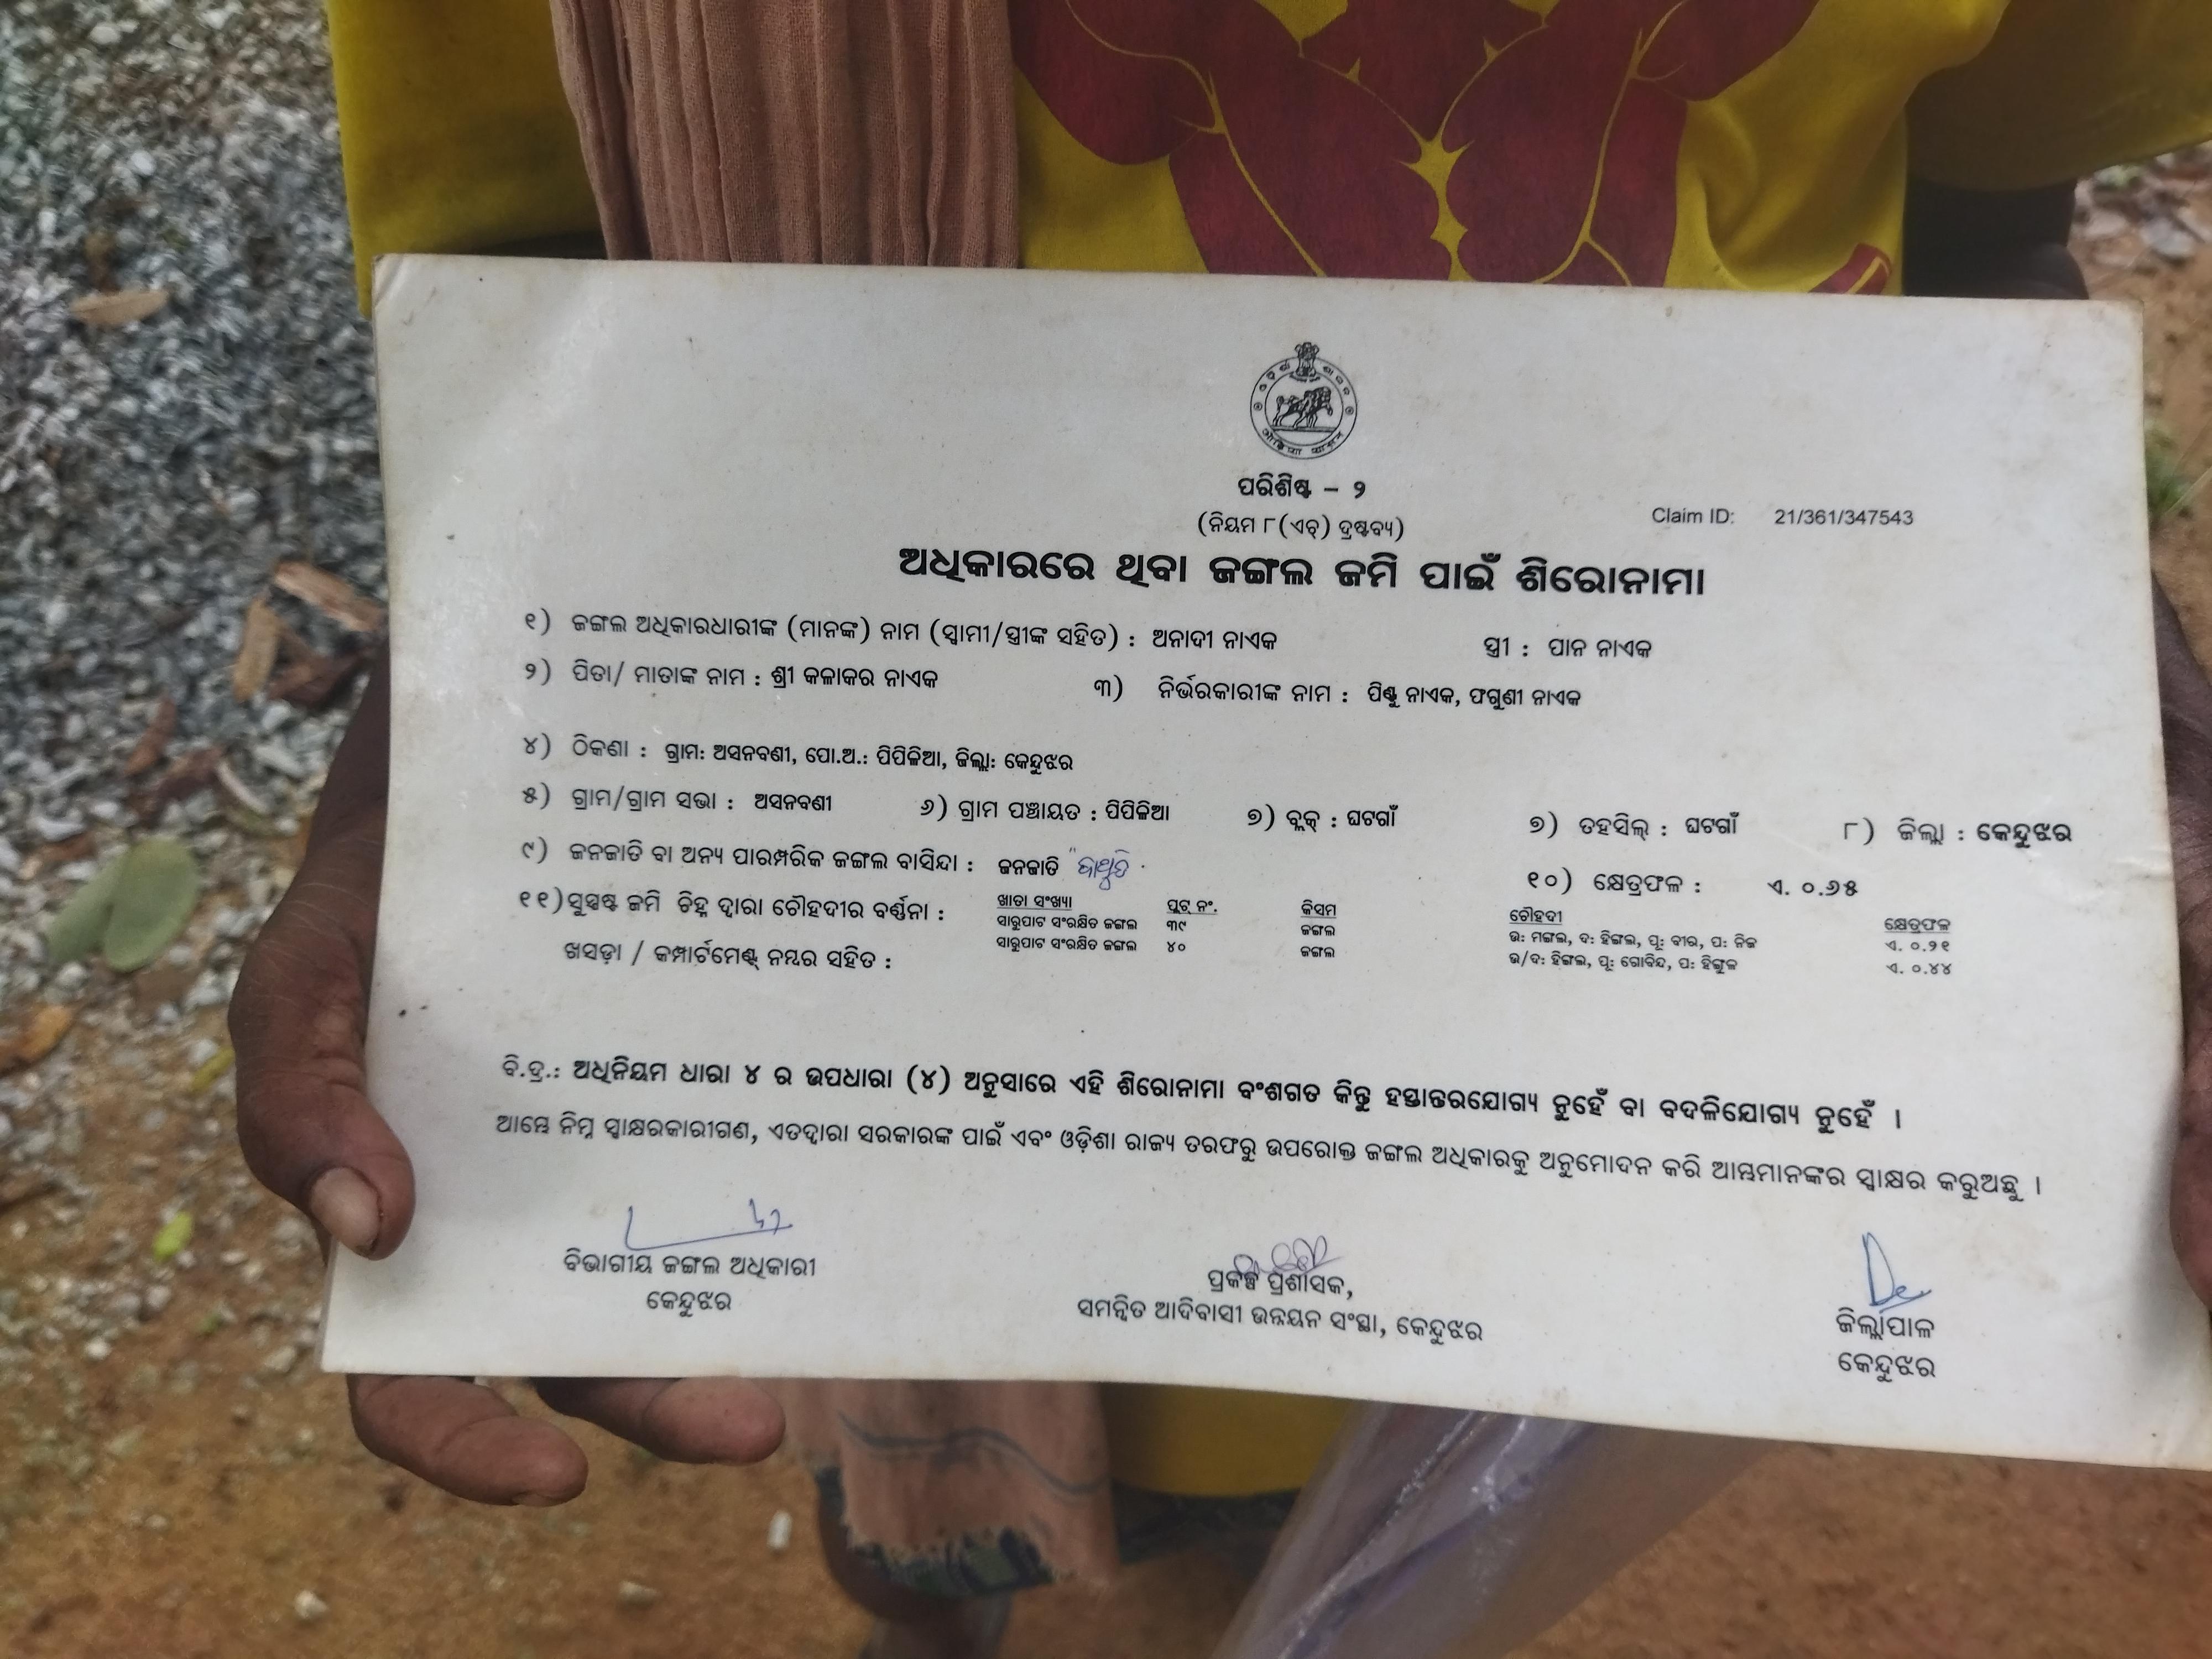 ପରିଶିଷ୍ଟ – ୨
(ନିୟମ ୮(ଏଚ୍) ଦ୍ରଷ୍ଟବ୍ୟ)
Claim ID: 21/361/347543
ଅଧିକାରରେ ଥିବା ଜଙ୍ଗଲ ଜମି ପାଇଁ ଶିରୋନାମା
୧) ଜଙ୍ଗଲ ଅଧିକାରଧାରୀଙ୍କ (ମାନଙ୍କ) ନାମ (ସ୍ୱାମୀ/ସ୍ତ୍ରୀଙ୍କ ସହିତ) : ଅନାଦୀ ନାଏକ ସ୍ତ୍ରୀ : ପାନ ନାଏକ
୨) ପିତା/ ମାତାଙ୍କ ନାମ : ଶ୍ରୀ କଳାକର ନାଏକ ୩) ନିର୍ଭରକାରୀଙ୍କ ନାମ : ପିଣ୍ଟୁ ନାଏକ, ଫଗୁଣୀ ନାଏକ
୪) ଠିକଣା : ଗ୍ରାମ: ଅସନବଣୀ, ପୋ.ଅ.: ପିପିଳିଆ, ଜିଲ୍ଲା: କେନ୍ଦୁଝର
୫) ଗ୍ରାମ/ଗ୍ରାମ ସଭା : ଅସନବଣୀ ୬) ଗ୍ରାମ ପଞ୍ଚାୟତ : ପିପିଳିଆ ୭) ବ୍ଲକ୍ : ଘଟଗାଁ ୭) ତହସିଲ୍ : ଘଟଗାଁ ୮) ଜିଲ୍ଲା : କେନ୍ଦୁଝର
୯) ଜନଜାତି ବା ଅନ୍ୟ ପାରମ୍ପରିକ ଜଙ୍ଗଲ ବାସିନ୍ଦା : ଜନଜାତି ୧୦) କ୍ଷେତ୍ରଫଳ : ଏ. ୦.୬୫
୧୧) ସୁସ୍ପଷ୍ଟ ଜମି ଚିହ୍ନ ଦ୍ୱାରା ଚୌହଦୀର ବର୍ଣ୍ଣନା : ଖାତା ସଂଖ୍ୟା ପ୍ଲଟ୍ ନଂ. କିସମ ଚୌହଦୀ କ୍ଷେତ୍ରଫଳ
ସାରୁପାଟ ସଂରକ୍ଷିତ ଜଙ୍ଗଲ ୩୯ ଜଙ୍ଗଲ ଉ: ମଙ୍ଗଲ, ଦ: ହିଙ୍ଗଲ, ପୂ: ବୀର, ପ: ନିଜ ଏ. ୦.୨୧
ଖସଡ଼ା / କମ୍ପାର୍ଟମେଣ୍ଟ୍ ନମ୍ବର ସହିତ : ସାରୁପାଟ ସଂରକ୍ଷିତ ଜଙ୍ଗଲ ୪୦ ଜଙ୍ଗଲ ଉ/ଦ: ହିଙ୍ଗଲ, ପୂ: ଗୋବିନ୍ଦ, ପ: ହିଙ୍ଗୁଳ ଏ. ୦.୪୪
ବି.ଦ୍ର.: ଅଧିନିୟମ ଧାରା ୪ ର ଉପଧାରା (୪) ଅନୁସାରେ ଏହି ଶିରୋନାମା ବଂଶଗତ କିନ୍ତୁ ହସ୍ତାନ୍ତରଯୋଗ୍ୟ ନୁହେଁ ବା ବଦଳିଯୋଗ୍ୟ ନୁହେଁ ।
ଆମ୍ଭେ ନିମ୍ନ ସ୍ୱାକ୍ଷରକାରୀଗଣ, ଏତଦ୍ୱାରା ସରକାରଙ୍କ ପାଇଁ ଏବଂ ଓଡ଼ିଶା ରାଜ୍ୟ ତରଫରୁ ଉପରୋକ୍ତ ଜଙ୍ଗଲ ଅଧିକାରକୁ ଅନୁମୋଦନ କରି ଆମ୍ଭମାନଙ୍କର ସ୍ୱାକ୍ଷର କରୁଅଛୁ ।
ବିଭାଗୀୟ ଜଙ୍ଗଲ ଅଧିକାରୀ
କେନ୍ଦୁଝର
ପ୍ରକଳ୍ପ ପ୍ରଶାସକ,
ସମନ୍ୱିତ ଆଦିବାସୀ ଉନ୍ନୟନ ସଂସ୍ଥା, କେନ୍ଦୁଝର
ଜିଲ୍ଲାପାଳ
କେନ୍ଦୁଝର